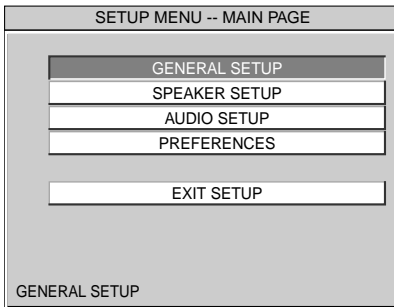 SETUP MENU -- MAIN PAGE
GENERAL SETUP
SPEAKER SETUP
AUDIO SETUP
PREFERENCES
EXIT SETUP
GENERAL SETUP